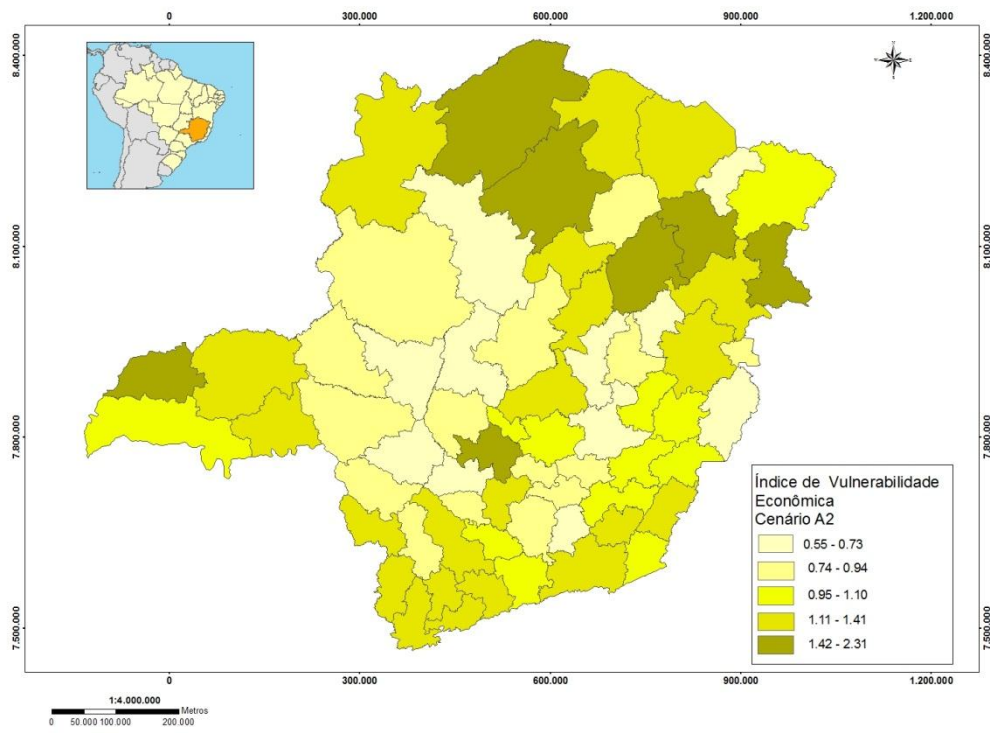 0 300.000 600.000 900.000 1.200.000
8.400.000 8.400.000
8.100.000 8.100.000
7.800.000 7.800.000
Índice de Vulnerabilidade
Econômica
Cenário A2
0.55 - 0.73
0.74 - 0.94
0.95 - 1.10
1.11 - 1.41
1.42 - 2.31
7.500.000 7.500.000
0 300.000 600.000 900.000 1.200.000
1:4.000.000
Metros
0 50.000 100.000 200.000